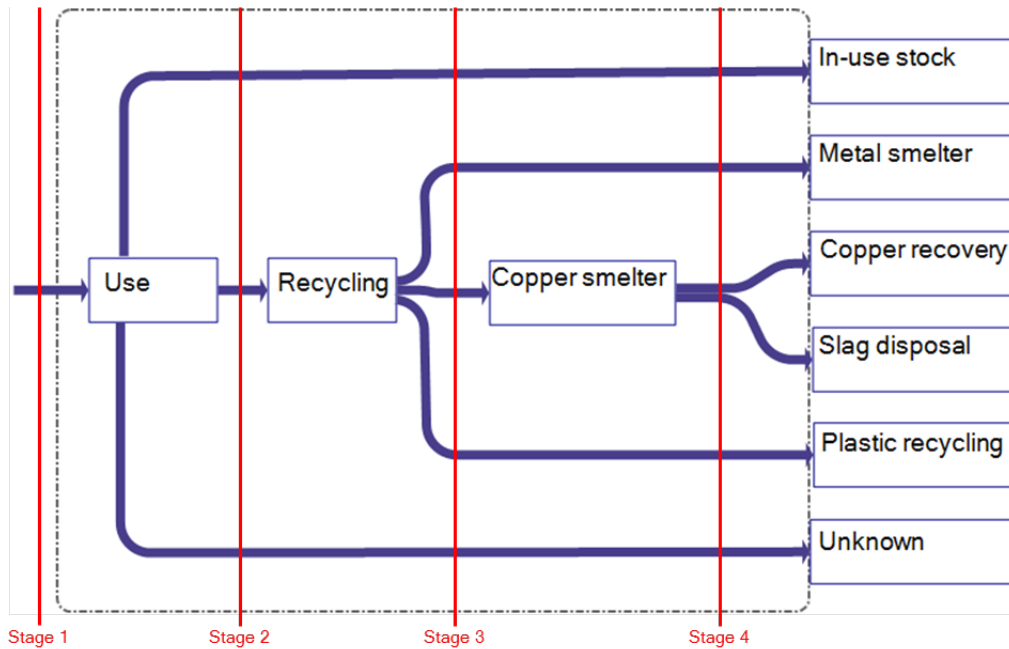 In-use stock
Metal smelter
Use
Recycling
Copper smelter
Copper recovery
Slag disposal
Plastic recycling
Unknown
Stage 1
Stage 2
Stage 3
Stage 4